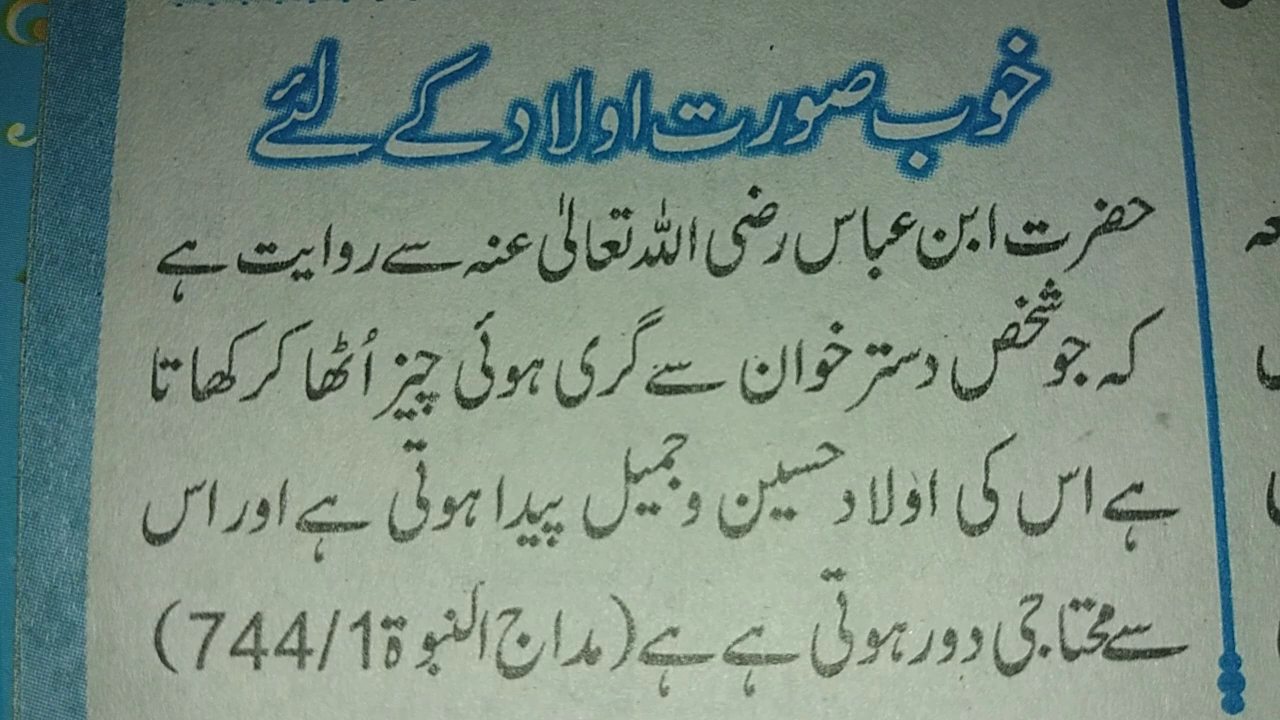 خوب صورت اولاد کے لئے
حضرت ابن عباس رضی اللہ تعالیٰ عنہ سے روایت ہے
کہ جو شخص دستر خوان سے گری ہوئی چیز اُٹھا کر کھاتا
ہے اس کی اولاد حسین و جمیل پیدا ہوتی ہے اور اس
سے محتاجی دور ہوتی ہے ہے (مداج النبوة 744/1)